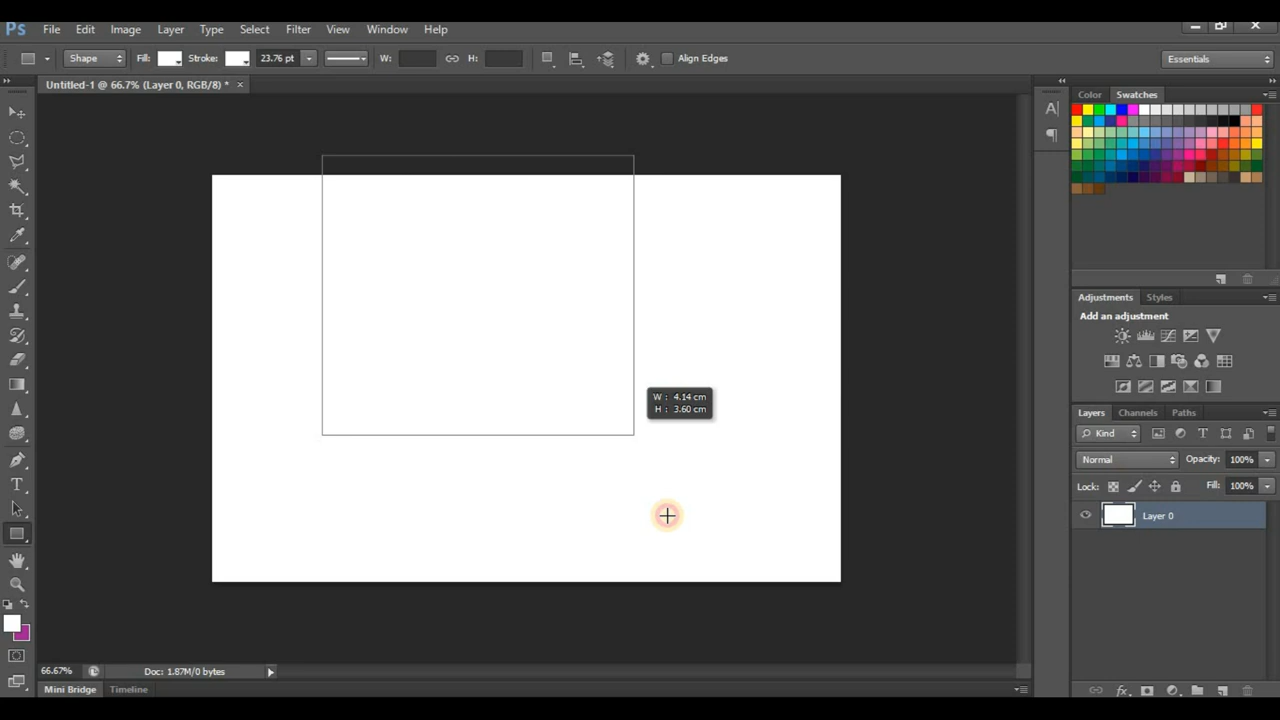 Ps File Edit Image Layer Type Select Filter View Window Help
Shape Fill: Stroke: 23.76 pt W: H: Align Edges Essentials
Untitled-1 @ 66.7% (Layer 0, RGB/8) * ×
Color Swatches
A
Adjustments Styles
Add an adjustment
W : 4.14 cm
H : 3.60 cm
Layers Channels Paths
Kind T
Normal Opacity: 100%
Lock: Fill: 100%
T
Layer 0
66.67% Doc: 1.87M/0 bytes
Mini Bridge Timeline
fx